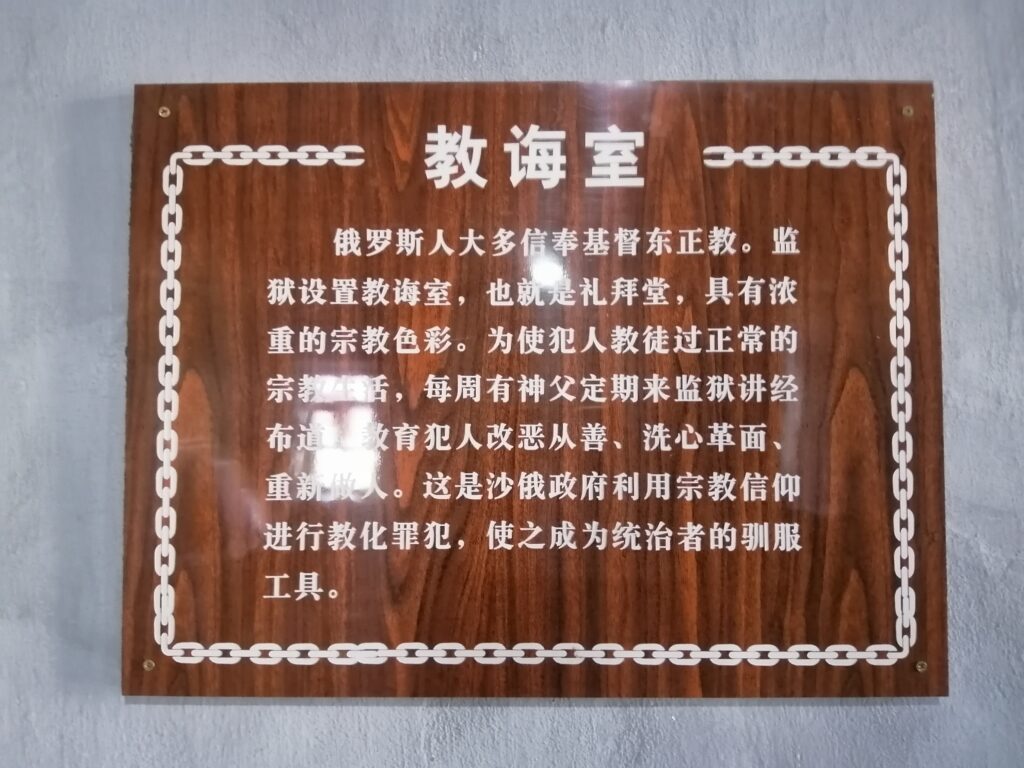 教诲室
俄罗斯人大多信奉基督东正教。监
狱设置教诲室，也就是礼拜堂，具有浓
重的宗教色彩。为使犯人教徒过正常的
宗教生活，每周有神父定期来监狱讲经
布道，教育犯人改恶从善、洗心革面、
重新做人。这是沙俄政府利用宗教信仰
进行教化罪犯，使之成为统治者的驯服
工具。